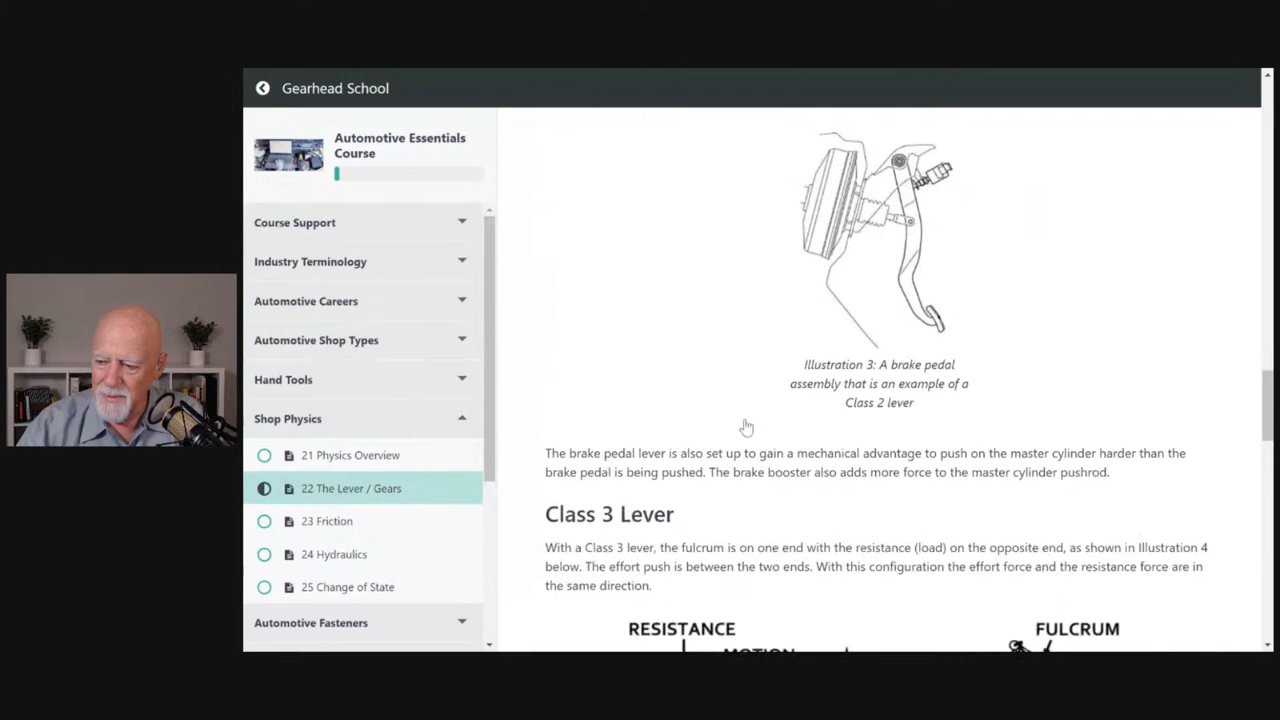 Gearhead School
Automotive Essentials
Course
Course Support
Industry Terminology
Automotive Careers
Automotive Shop Types
Hand Tools
Shop Physics
21 Physics Overview
22 The Lever / Gears
23 Friction
24 Hydraulics
25 Change of State
Automotive Fasteners
Illustration 3: A brake pedal
assembly that is an example of a
Class 2 lever
The brake pedal lever is also set up to gain a mechanical advantage to push on the master cylinder harder than the
brake pedal is being pushed. The brake booster also adds more force to the master cylinder pushrod.
Class 3 Lever
With a Class 3 lever, the fulcrum is on one end with the resistance (load) on the opposite end, as shown in Illustration 4
below. The effort push is between the two ends. With this configuration the effort force and the resistance force are in
the same direction.
RESISTANCE
FULCRUM
MOTION